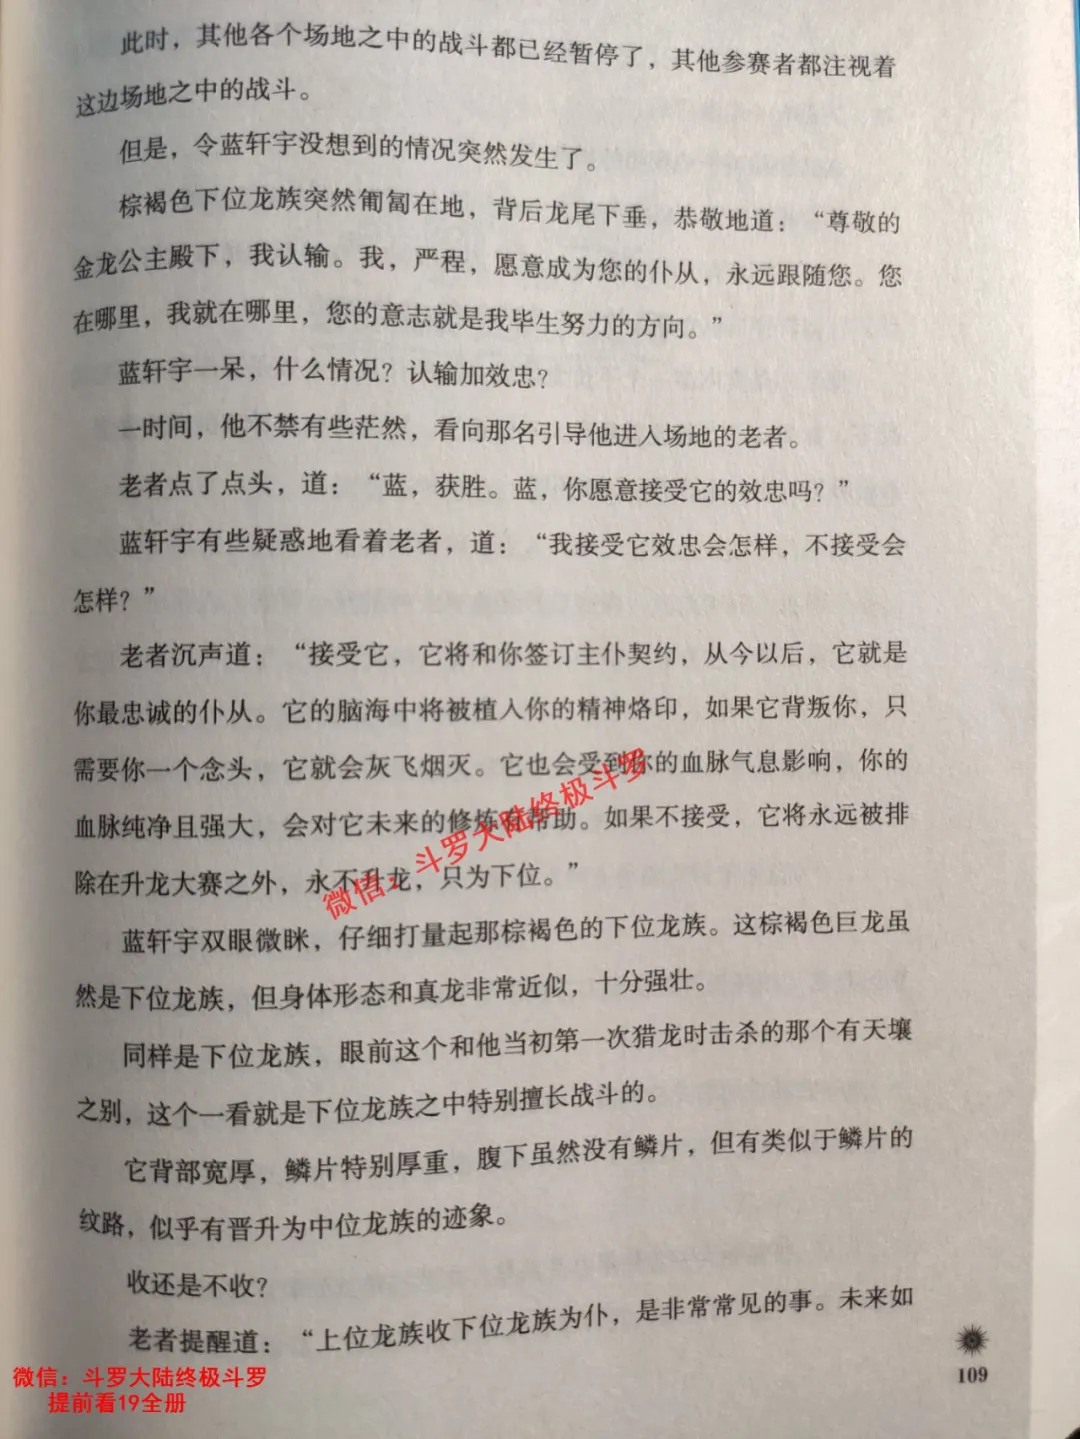 此时，其他各个场地之中的战斗都已经暂停了，其他参赛者都注视着
这边场地之中的战斗。
但是，令蓝轩宇没想到的情况突然发生了。
棕褐色下位龙族突然匍匐在地，背后龙尾下垂，恭敬地道：“尊敬的
金龙公主殿下，我认输。我，严程，愿意成为您的仆从，永远跟随您。您
在哪里，我就在哪里，您的意志就是我毕生努力的方向。”
蓝轩宇一呆，什么情况？认输加效忠？
一时间，他不禁有些茫然，看向那名引导他进入场地的老者。
老者点了点头，道：“蓝，获胜。蓝，你愿意接受它的效忠吗？”
蓝轩宇有些疑惑地看着老者，道：“我接受它效忠会怎样，不接受会
怎样？”
老者沉声道：“接受它，它将和你签订主仆契约，从今以后，它就是
你最忠诚的仆从。它的脑海中将被植入你的精神烙印，如果它背叛你，只
需要你一个念头，它就会灰飞烟灭。它也会受到你的血脉气息影响，你的
血脉纯净且强大，会对它未来的修炼有帮助。如果不接受，它将永远被排
除在升龙大赛之外，永不升龙，只为下位。”
蓝轩宇双眼微眯，仔细打量起那棕褐色的下位龙族。这棕褐色巨龙虽
然是下位龙族，但身体形态和真龙非常近似，十分强壮。
同样是下位龙族，眼前这个和他当初第一次猎龙时击杀的那个有天壤
之别，这个一看就是下位龙族之中特别擅长战斗的。
它背部宽厚，鳞片特别厚重，腹下虽然没有鳞片，但有类似于鳞片的
纹路，似乎有晋升为中位龙族的迹象。
收还是不收？
老者提醒道：“上位龙族收下位龙族为仆，是非常常见的事。未来如
109
微信：斗罗大陆终极斗罗
微信：斗罗大陆终极斗罗
提前看19全册